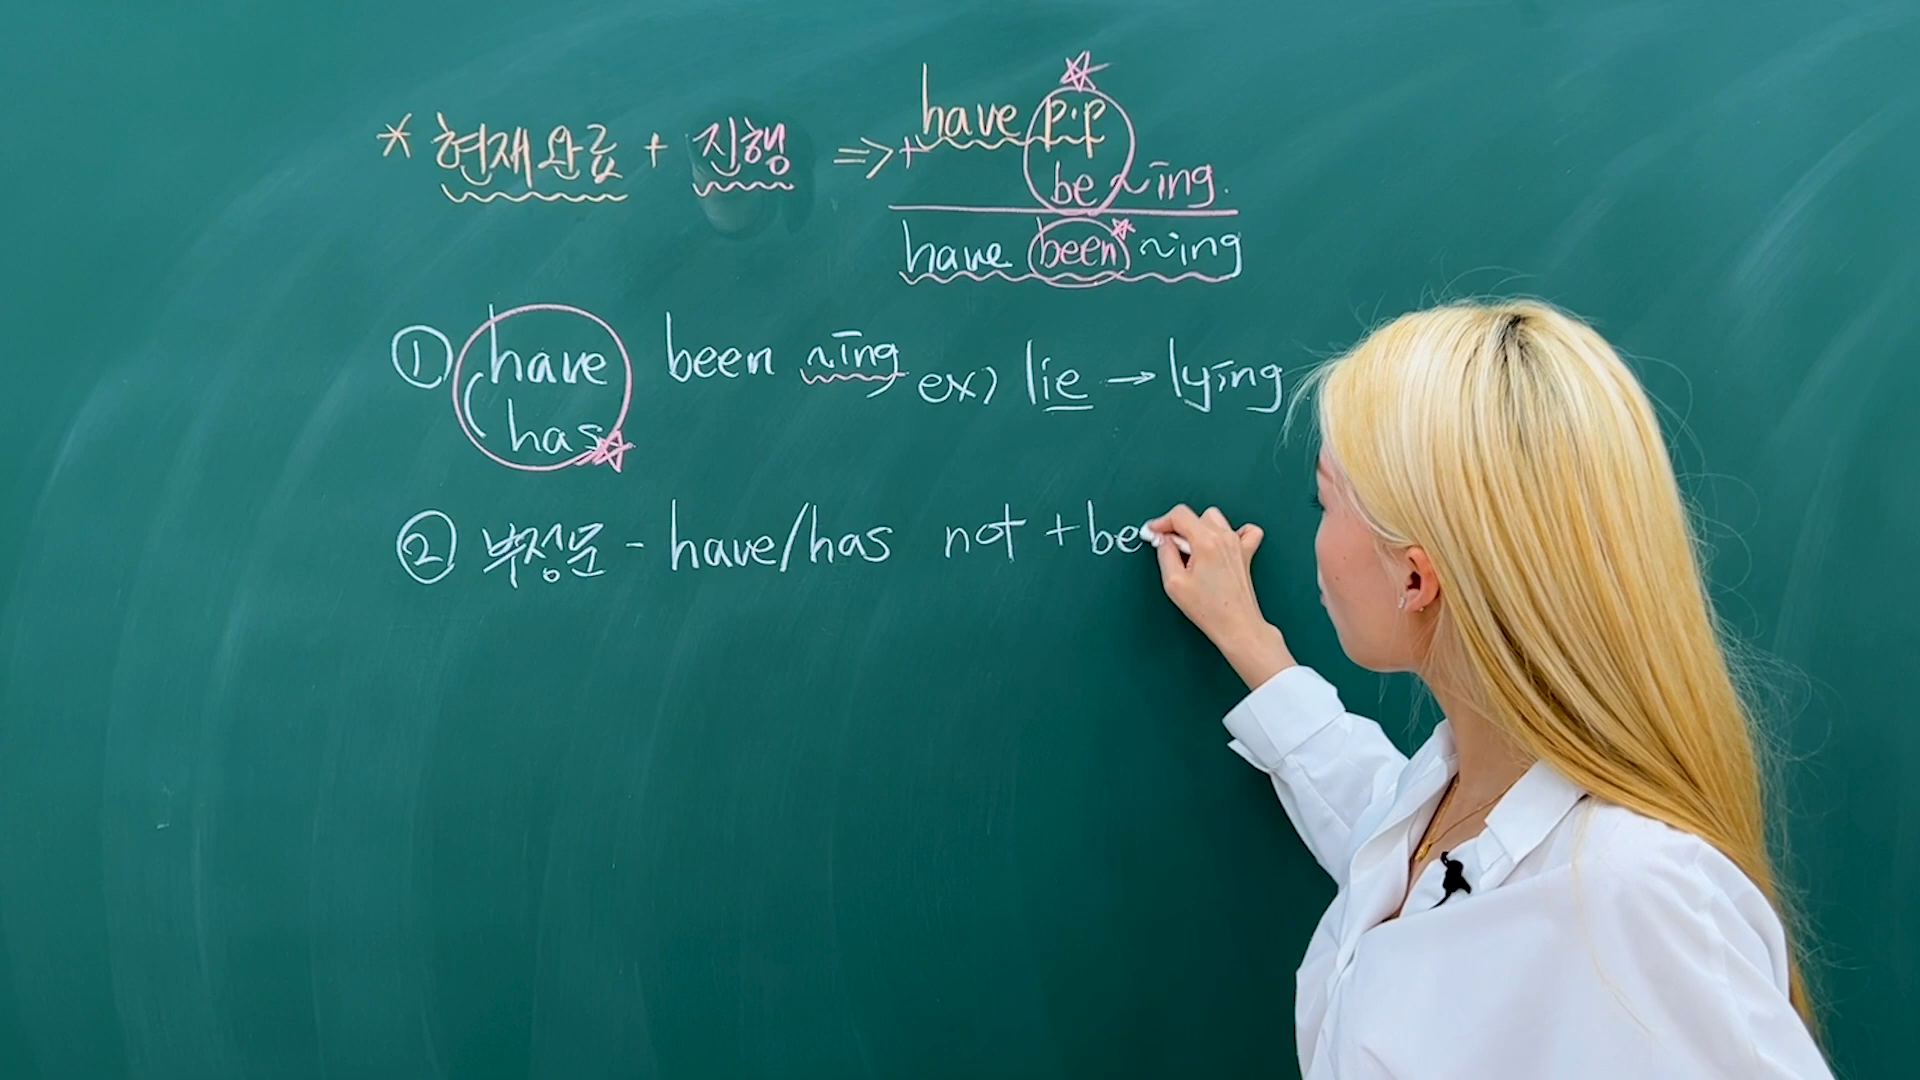 * 현재완료 + 진행 => have p.p
+ be ~ing.
have been ~ing
① have been ~ing ex) lie → lying
has
② 부정문 - have/has not + be